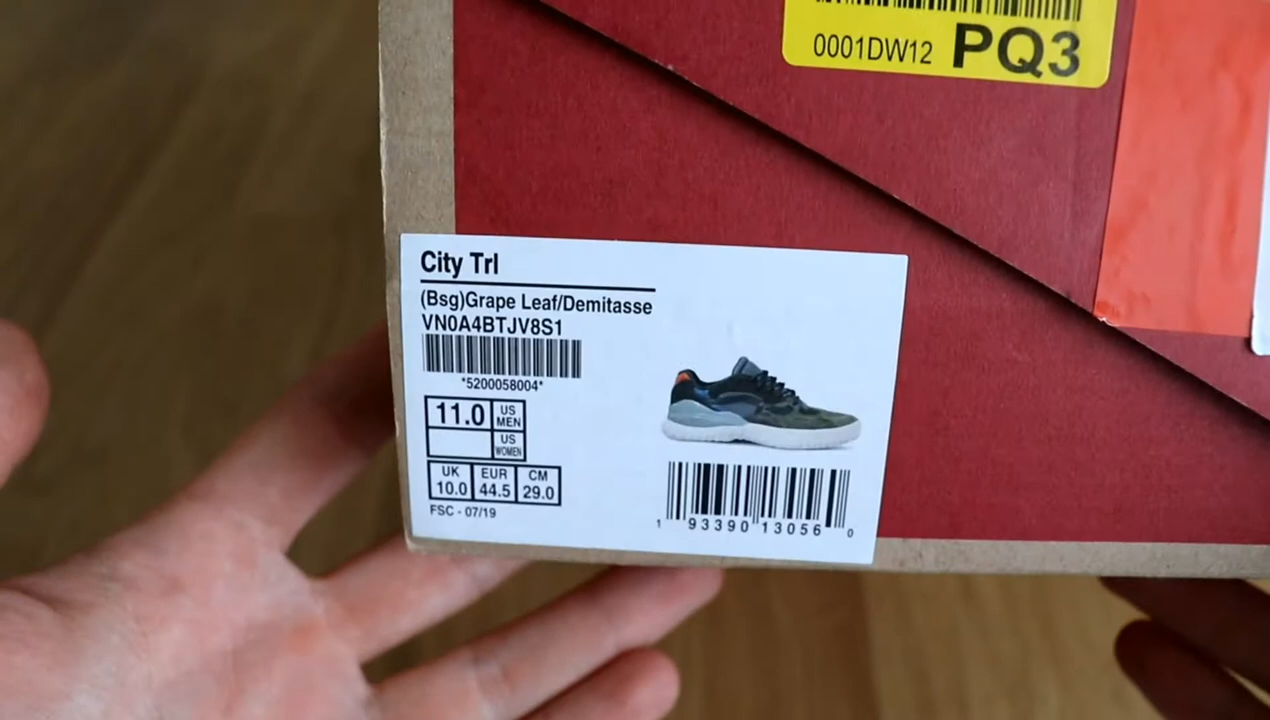 0001DW12 PQ3
City Trl
(Bsg)Grape Leaf/Demitasse
VN0A4BTJV8S1
*5200058004*
11.0 US MEN
US WOMEN
UK EUR CM
10.0 44.5 29.0
FSC - 07/19
1 93390 13056 0